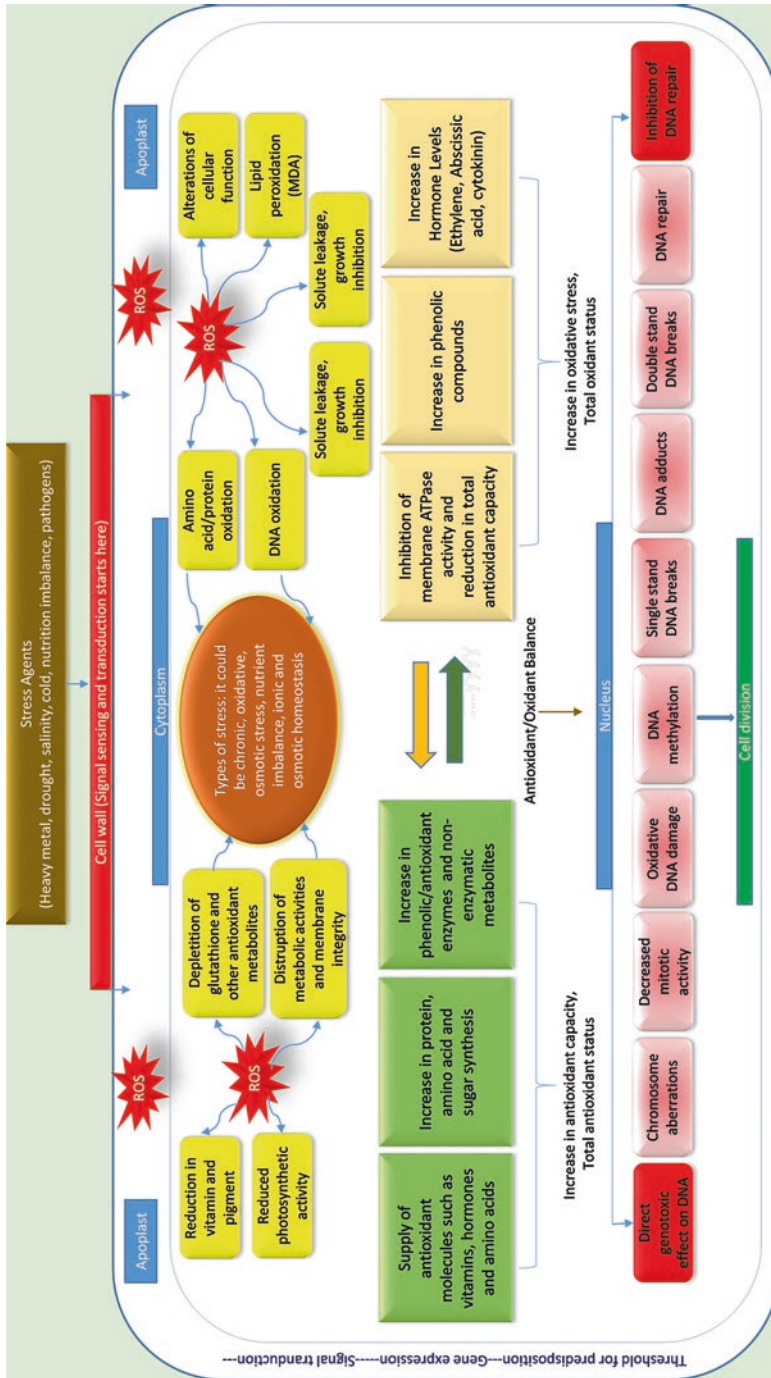 Stress Agents
(Heavy metal, drought, salinity, cold, nutrition imbalance, pathogens)
Cell wall (Signal sensing and transduction starts here)
Apoplast
ROS
Cytoplasm
ROS
Apoplast
Reduction in
vitamin and
pigment
Reduced
photosynthetic
activity
ROS
Depletition of
glutathione and
other antioxidant
metabolites
Distruption of
metabolic activities
and membrane
integrity
Types of stress: it could
be chronic, oxidative,
osmotic stress, nutrient
imbalance, ionic and
osmotic homeostasis
Amino
acid/protein
oxidation
DNA oxidation
Solute leakage,
growth
inhibition
ROS
Alterations of
cellular
function
Lipid
peroxidation
(MDA)
Solute leakage,
growth
inhibition
Supply of
antioxidant
molecules such as
vitamins, hormones
and amino acids
Increase in protein,
amino acid and
sugar synthesis
Increase in
phenolic/antioxidant
enzymes and non-
enzymatic
metabolites
Inhibition of
membrane ATPase
activity and
reduction in total
antioxidant capacity
Increase in phenolic
compounds
Increase in
Hormone Levels
(Ethylene, Abscissic
acid, cytokinin)
Increase in antioxidant capacity,
Total antioxidant status
Antioxidant/Oxidant Balance
Increase in oxidative stress,
Total oxidant status
Nucleus
Direct
genotoxic
effect on DNA
Chromosome
aberrations
Decreased
mitotic
activity
Oxidative
DNA damage
DNA
methylation
Single stand
DNA breaks
DNA adducts
Double stand
DNA breaks
DNA repair
Inhibition of
DNA repair
Cell division
Threshold for predisposition---Gene expression-----Signal tranduction----